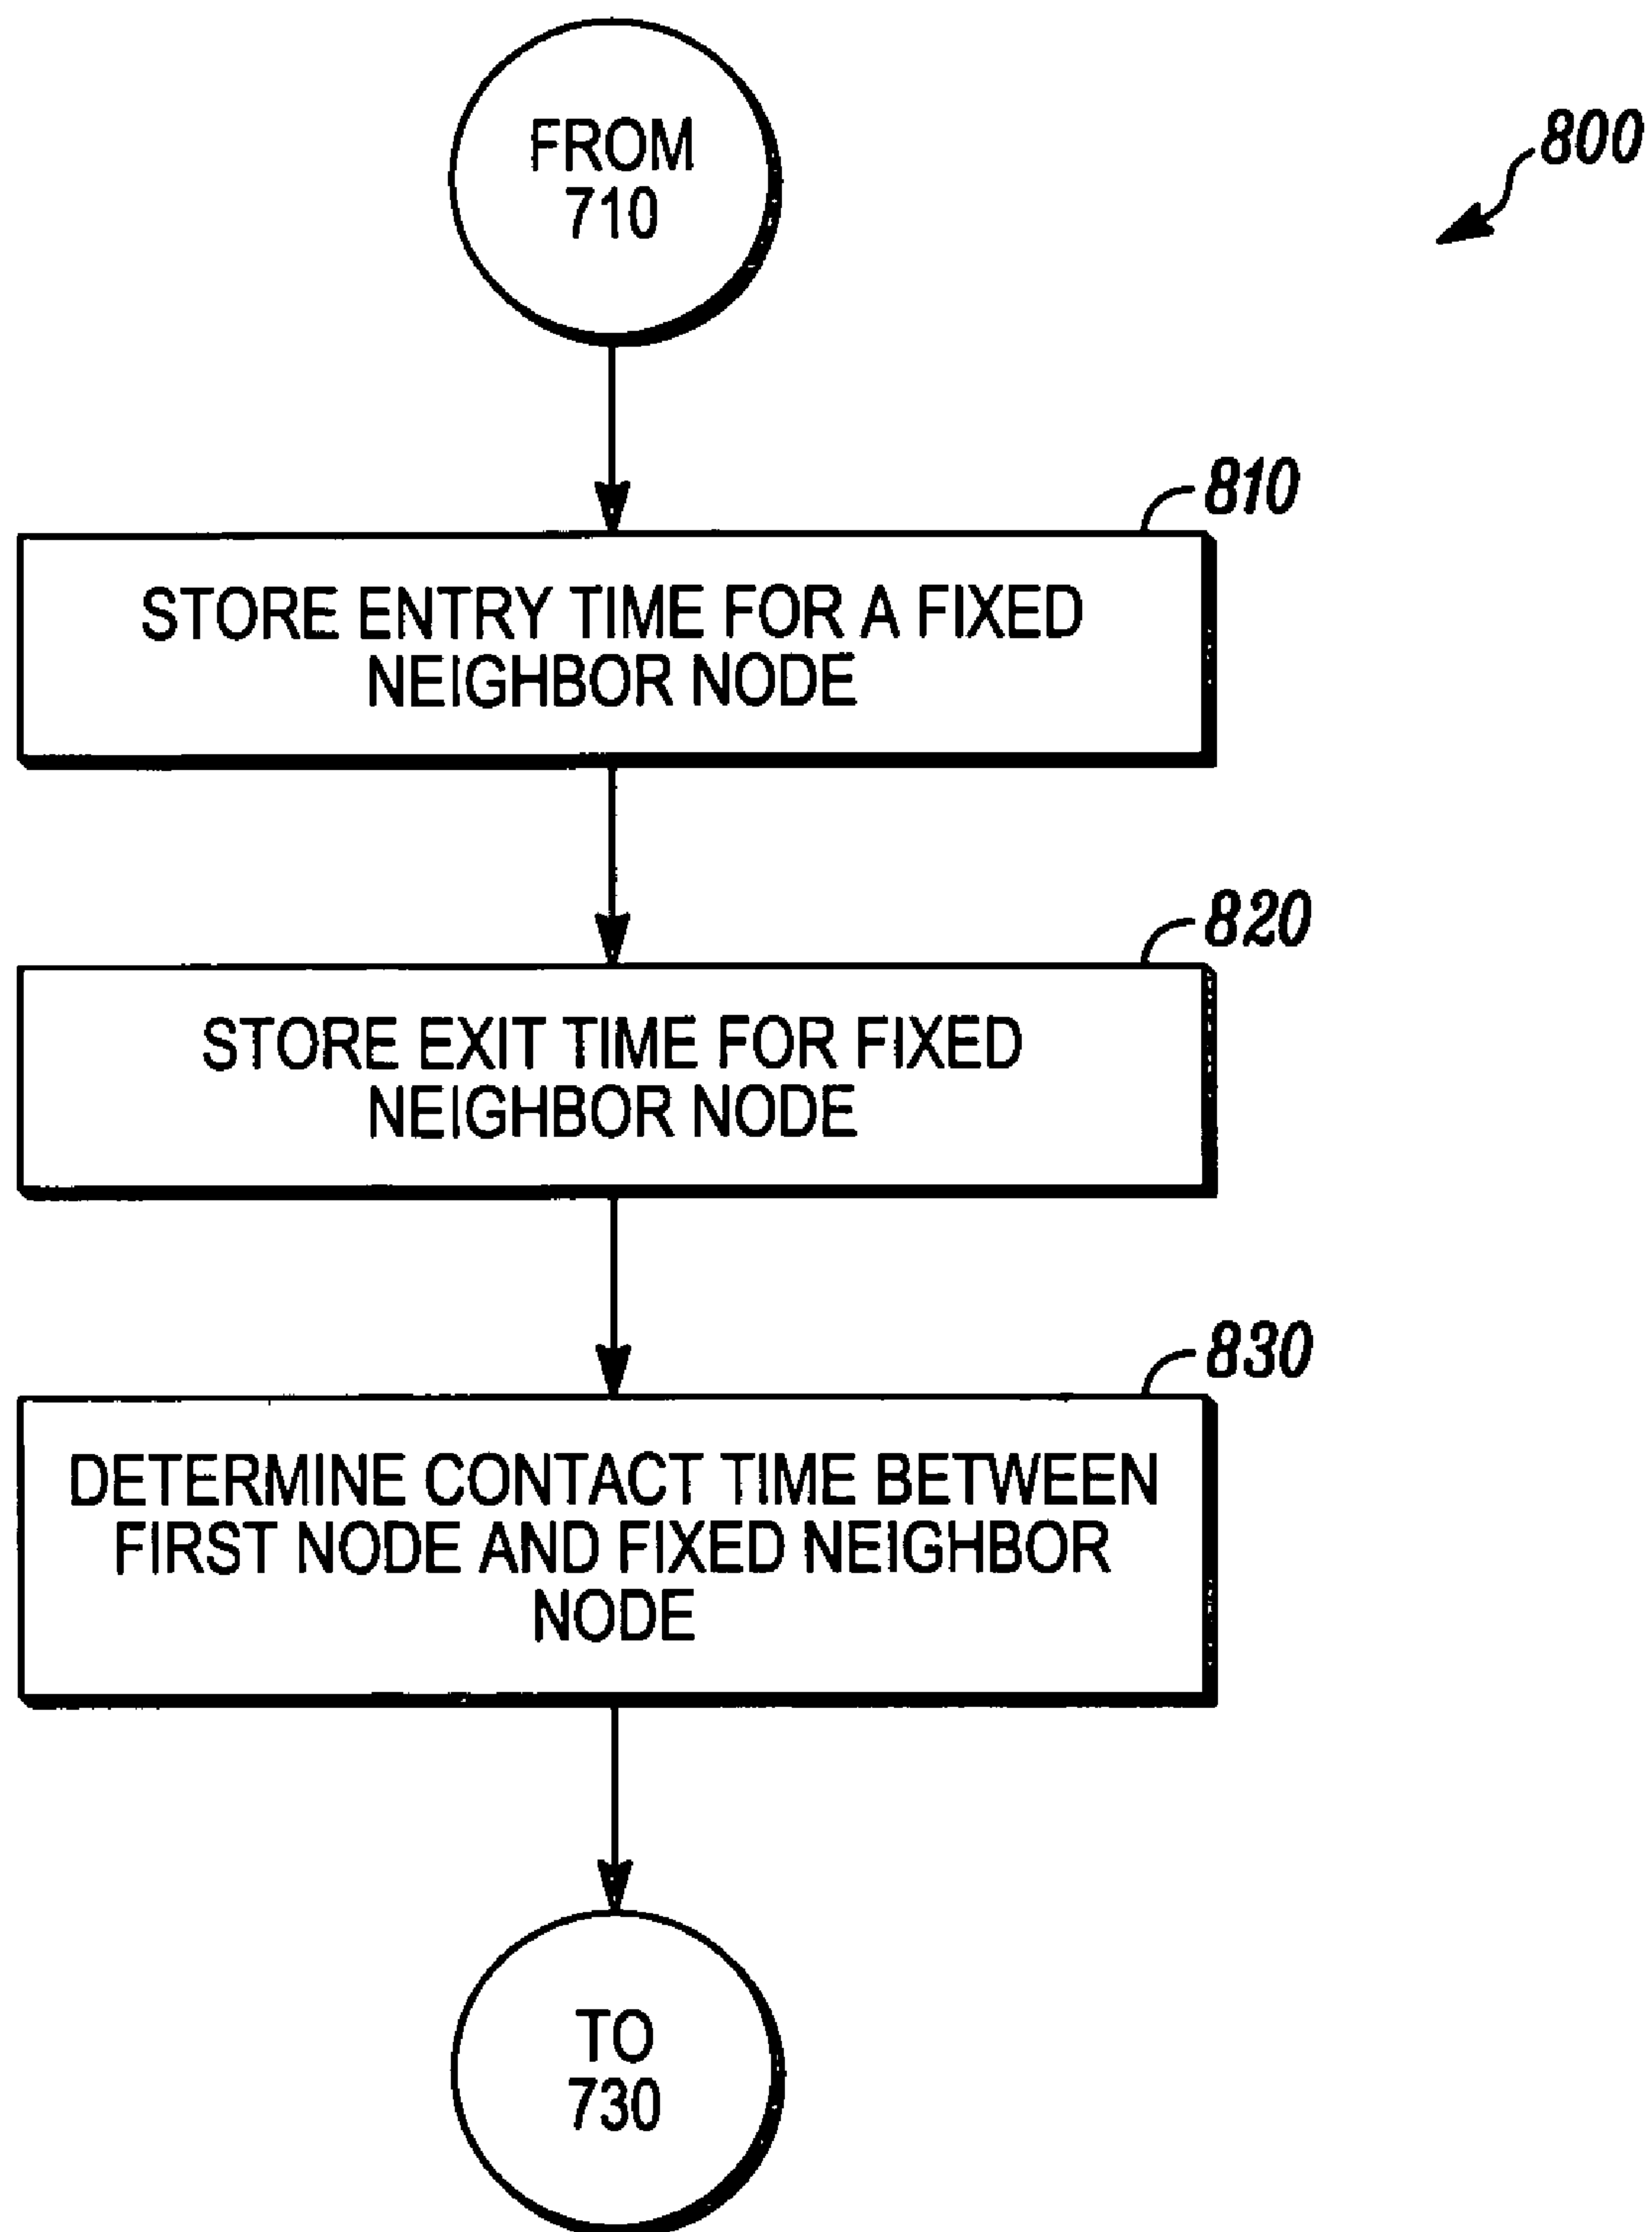 FROM
710
800
810
STORE ENTRY TIME FOR A FIXED
NEIGHBOR NODE
820
STORE EXIT TIME FOR FIXED
NEIGHBOR NODE
830
DETERMINE CONTACT TIME BETWEEN
FIRST NODE AND FIXED NEIGHBOR
NODE
TO
730